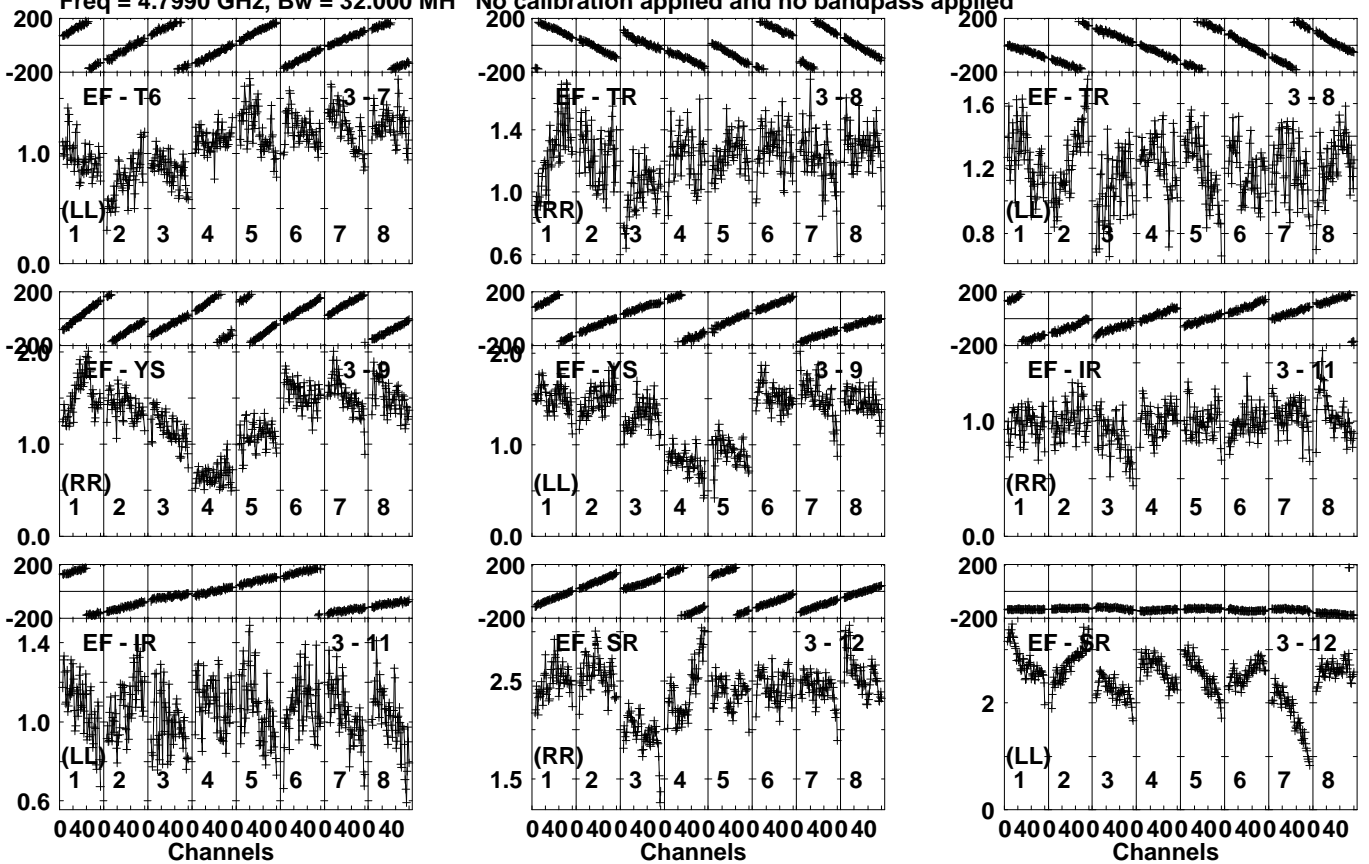 Freq = 4.7990 GHz, Bw = 32.000 MH No calibration applied and no bandpass applied
200
-200
EF - T6 3 - 7
1.0
(LL)
1 2 3 4 5 6 7 8
0.0
200
-200
EF - TR 3 - 8
1.4
1.0
(RR)
1 2 3 4 5 6 7 8
0.6
200
-200
EF - TR 3 - 8
1.6
1.2
(LL)
0.8
1 2 3 4 5 6 7 8
200
-200
2.0
EF - YS 3 - 9
1.0
(RR)
1 2 3 4 5 6 7 8
0.0
200
-200
2.0
EF - YS 3 - 9
1.0
(LL)
1 2 3 4 5 6 7 8
0.0
200
-200
EF - IR 3 - 11
1.0
(RR)
1 2 3 4 5 6 7 8
0.0
200
-200
EF - IR 3 - 11
1.4
1.0
(LL)
1 2 3 4 5 6 7 8
0.6
0 40 0 40 0 40 0 40 0 40 0 40 0 40 0 40
Channels
200
-200
EF - SR 3 - 12
2.5
(RR)
1.5
1 2 3 4 5 6 7 8
0 40 0 40 0 40 0 40 0 40 0 40 0 40 0 40
Channels
200
-200
EF - SR 3 - 12
2
(LL)
1 2 3 4 5 6 7 8
0
0 40 0 40 0 40 0 40 0 40 0 40 0 40 0 40
Channels